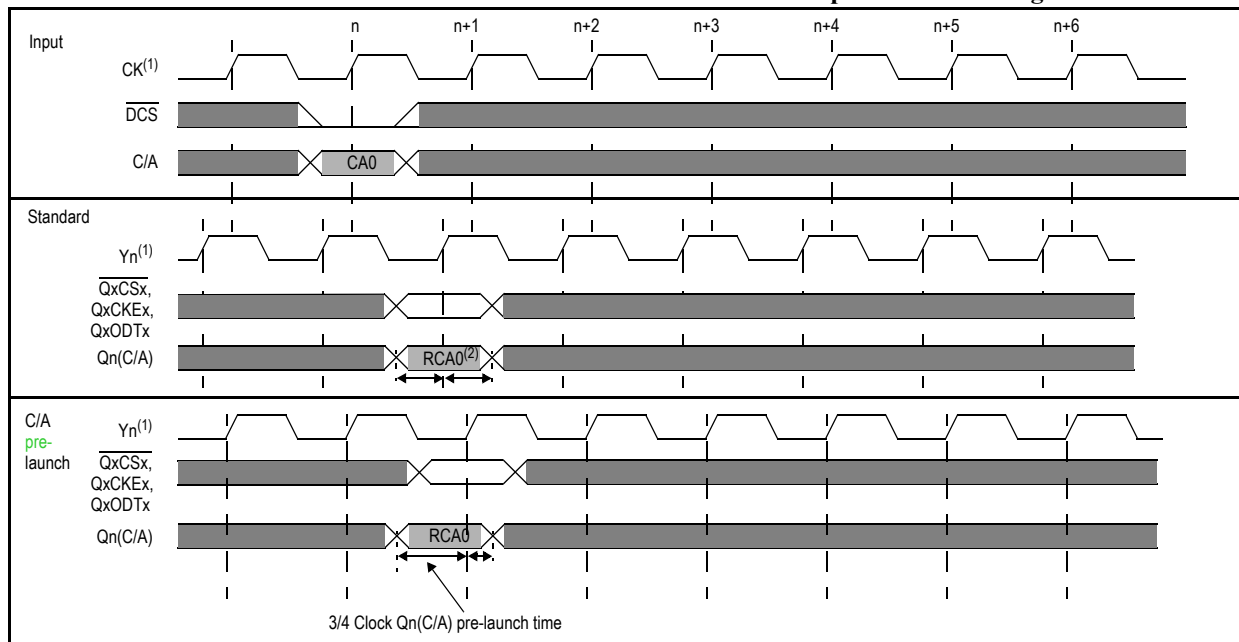 n n+1 n+2 n+3 n+4 n+5 n+6
Input
CK(1)
DCS
C/A
CA0
Standard
Yn(1)
QxCSx,
QxCKEx,
QxODTx
Qn(C/A)
RCA0(2)
C/A
pre-
launch
Yn(1)
QxCSx,
QxCKEx,
QxODTx
Qn(C/A)
RCA0
3/4 Clock Qn(C/A) pre-launch time